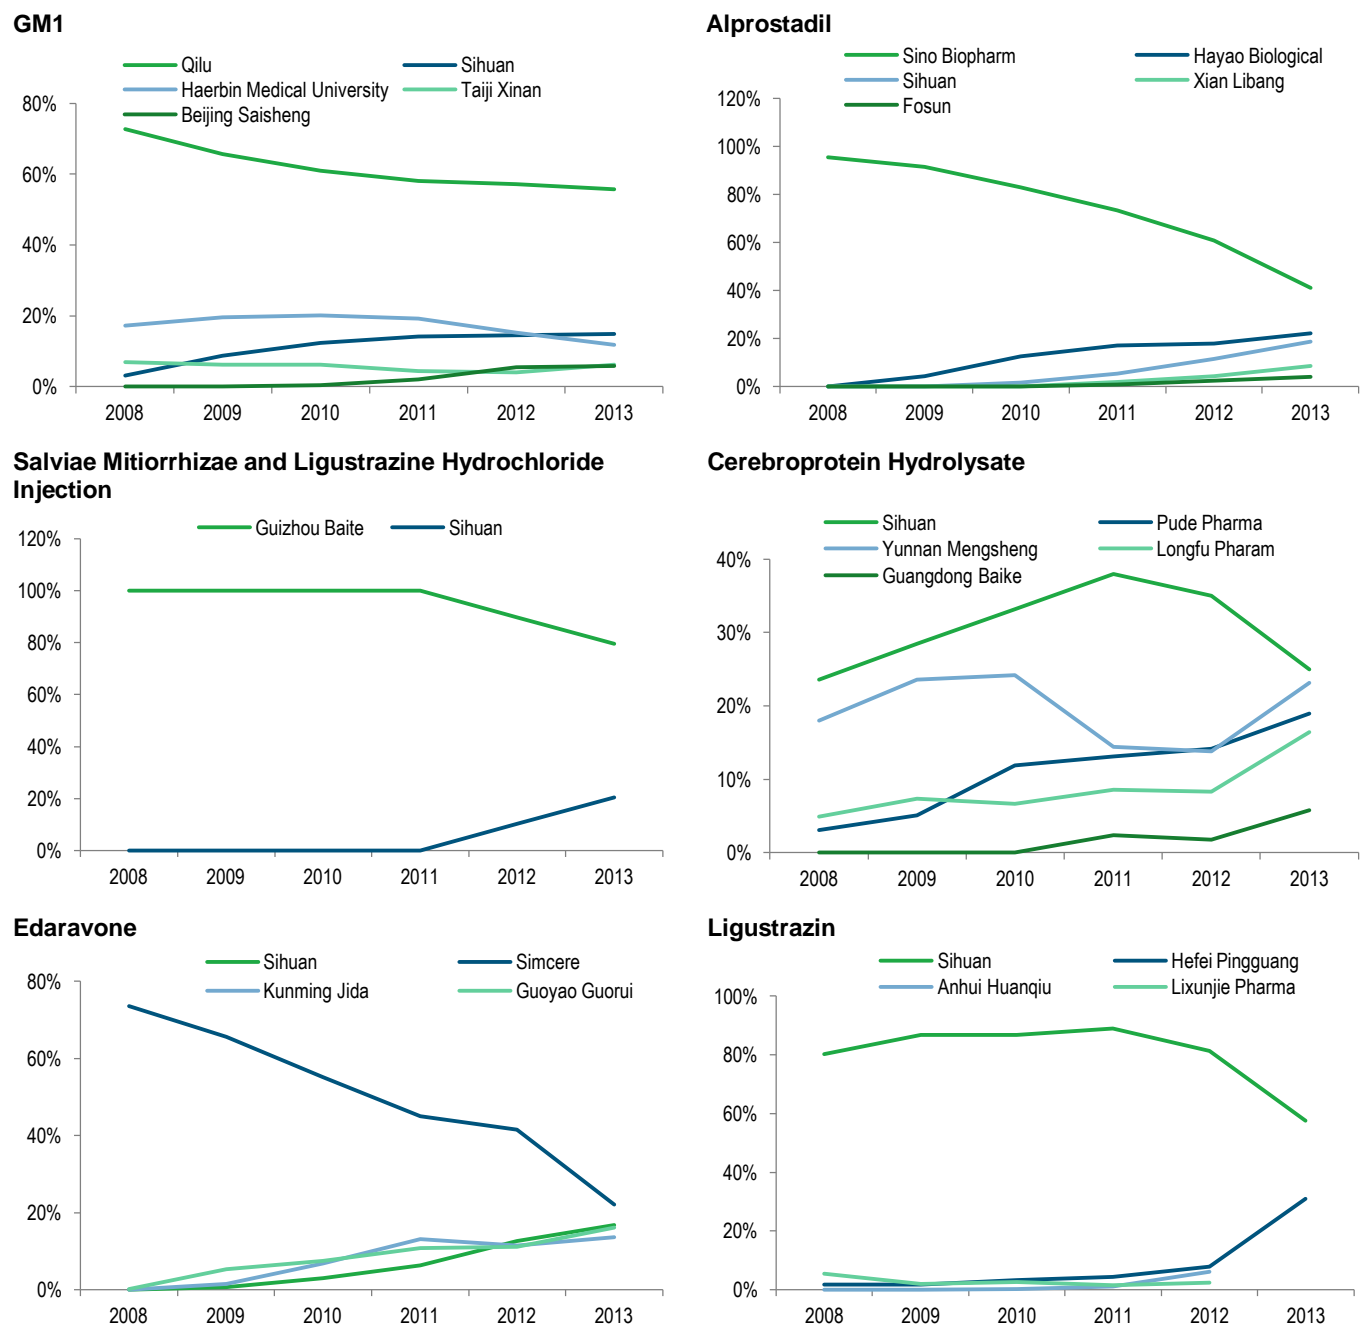 GM1
Qilu
Sihuan
Haerbin Medical University
Taiji Xinan
Beijing Saisheng
80%
60%
40%
20%
0%
2008 2009 2010 2011 2012 2013
Alprostadil
Sino Biopharm
Hayao Biological
Sihuan
Xian Libang
Fosun
120%
100%
80%
60%
40%
20%
0%
2008 2009 2010 2011 2012 2013
Salviae Mitiorrhizae and Ligustrazine Hydrochloride
Injection
Guizhou Baite
Sihuan
120%
100%
80%
60%
40%
20%
0%
2008 2009 2010 2011 2012 2013
Cerebroprotein Hydrolysate
Sihuan
Pude Pharma
Yunnan Mengsheng
Longfu Pharam
Guangdong Baike
40%
30%
20%
10%
0%
2008 2009 2010 2011 2012 2013
Edaravone
Sihuan
Simcere
Kunming Jida
Guoyao Guorui
80%
60%
40%
20%
0%
2008 2009 2010 2011 2012 2013
Ligustrazin
Sihuan
Hefei Pingguang
Anhui Huanqiu
Lixunjie Pharma
100%
80%
60%
40%
20%
0%
2008 2009 2010 2011 2012 2013